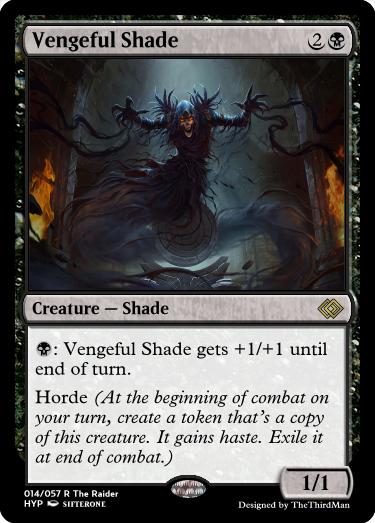 Vengeful Shade 2
Creature — Shade
: Vengeful Shade gets +1/+1 until
end of turn.
Horde (At the beginning of combat on
your turn, create a token that's a copy
of this creature. It gains haste. Exile it
at end of combat.)
1/1
014/057 R The Raider
HYP SIFTERONE
Designed by TheThirdMan